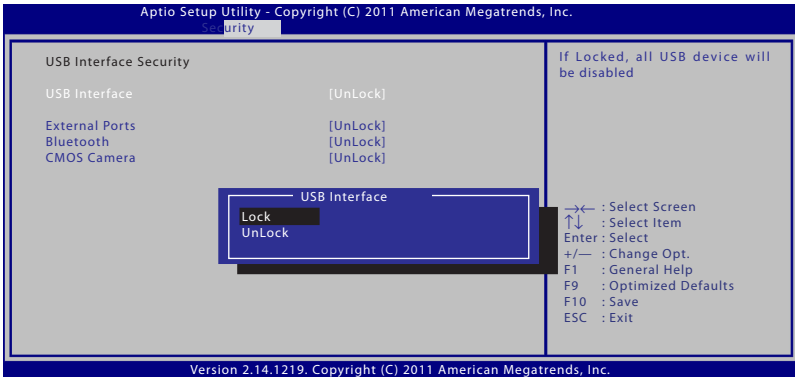 Aptio Setup Utility - Copyright (C) 2011 American Megatrends, Inc.
Security
USB Interface Security
USB Interface [UnLock]
External Ports [UnLock]
Bluetooth [UnLock]
CMOS Camera [UnLock]
USB Interface
Lock
UnLock
If Locked, all USB device will
be disabled
→← : Select Screen
↑↓ : Select Item
Enter : Select
+/— : Change Opt.
F1 : General Help
F9 : Optimized Defaults
F10 : Save
ESC : Exit
Version 2.14.1219. Copyright (C) 2011 American Megatrends, Inc.